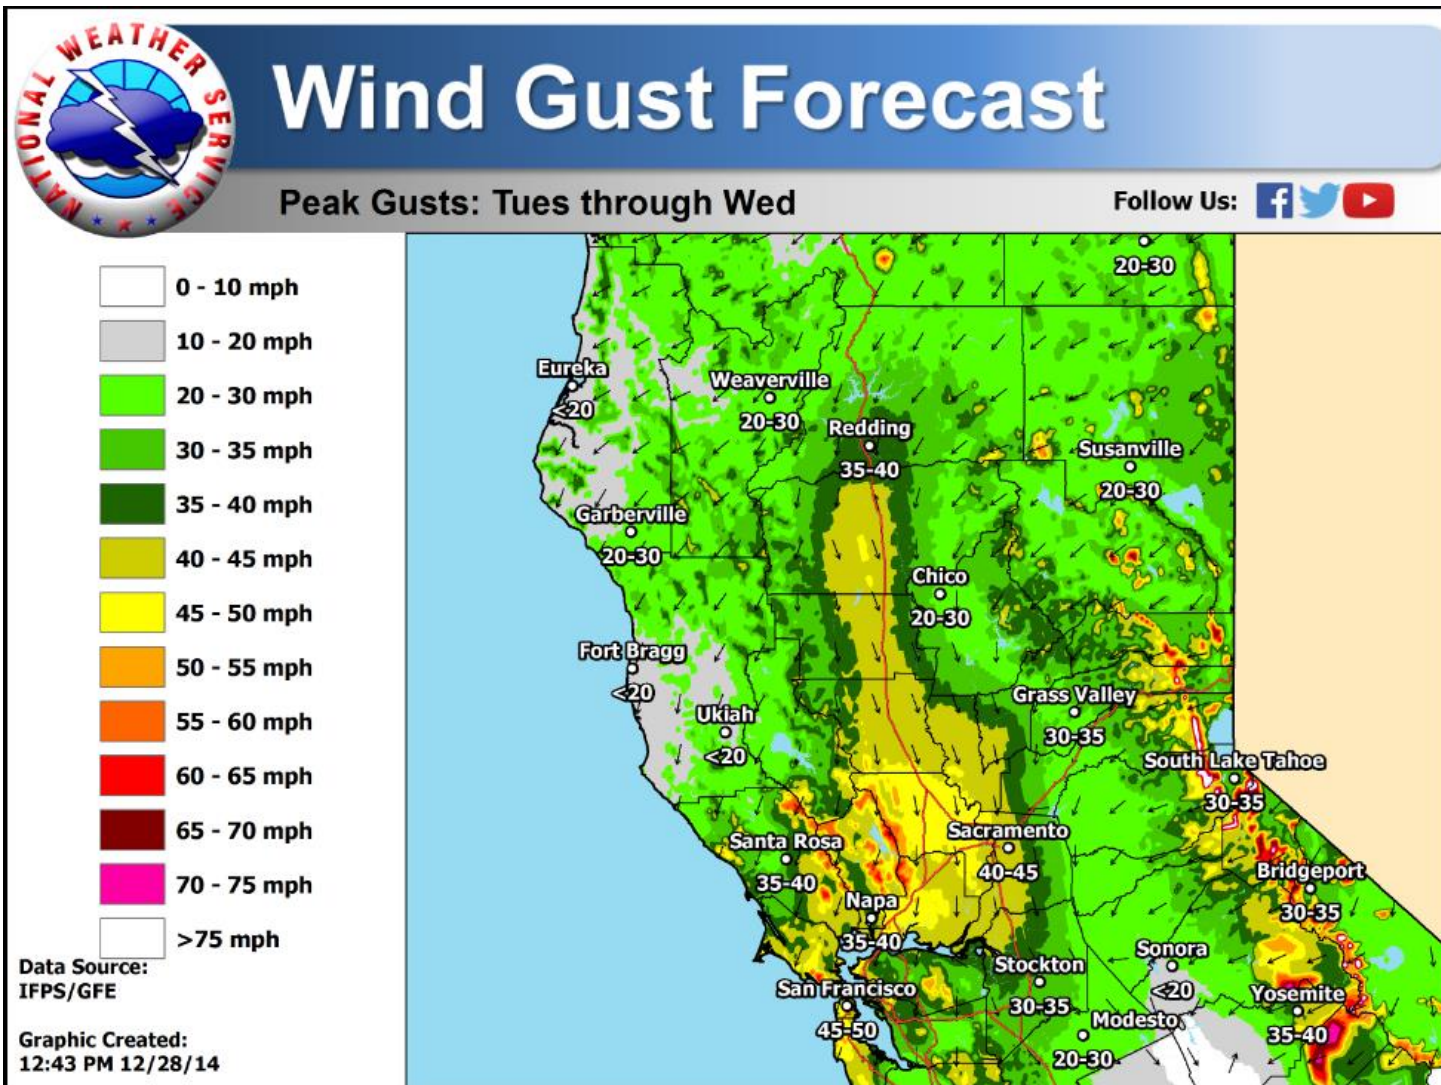 NATIONAL WEATHER SERVICE
Wind Gust Forecast
Peak Gusts: Tues through Wed
Follow Us:
0 - 10 mph
10 - 20 mph
20 - 30 mph
30 - 35 mph
35 - 40 mph
40 - 45 mph
45 - 50 mph
50 - 55 mph
55 - 60 mph
60 - 65 mph
65 - 70 mph
70 - 75 mph
>75 mph
Data Source:
IFPS/GFE
Graphic Created:
12:43 PM 12/28/14
20-30
Eureka
<20
Weaverville
20-30
Redding
35-40
Susanville
20-30
Garberville
20-30
Chico
20-30
Fort Bragg
<20
Ukiah
<20
Grass Valley
30-35
South Lake Tahoe
30-35
Santa Rosa
35-40
Sacramento
40-45
Bridgeport
30-35
Napa
35-40
Stockton
30-35
Sonora
<20
San Francisco
45-50
Modesto
20-30
Yosemite
35-40